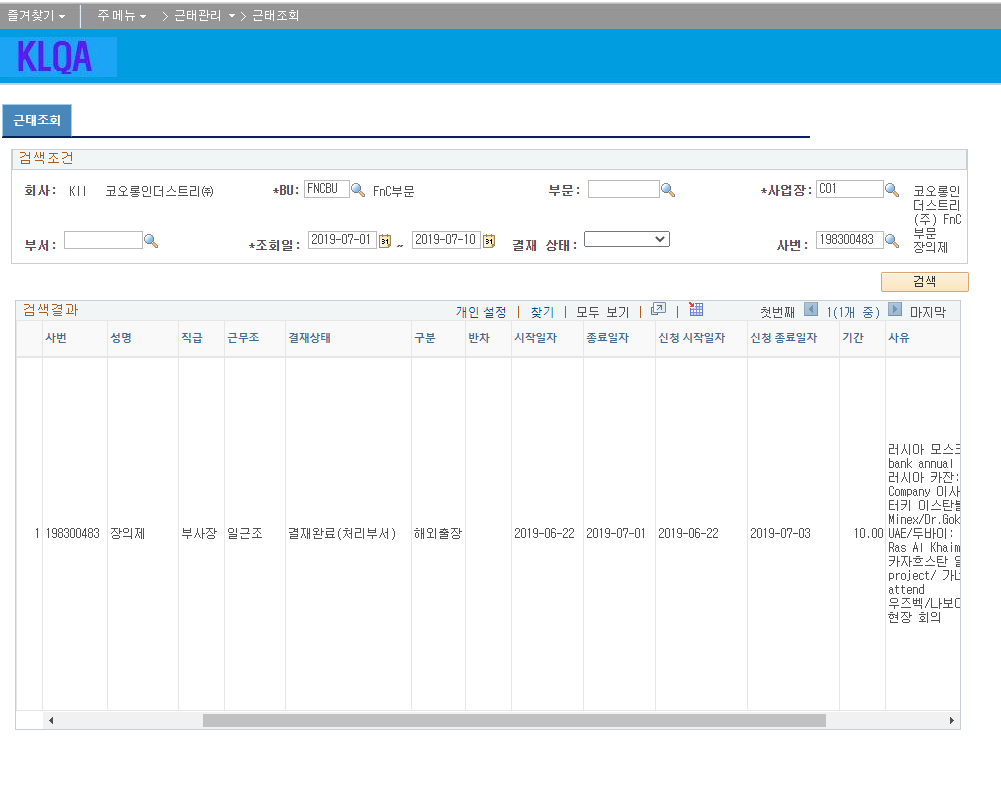 즐겨찾기 주 메뉴 > 근태관리 > 근태조회
KLQA
근태조회
검색조건
회사: KII 코오롱인더스트리㈜ *BU: FNCBU FnC부문 부문: *사업장: C01 코오롱인
더스트리
(주) FnC
부문
부서: *조회일: 2019-07-01 31 ~ 2019-07-10 31 결재 상태: 사번: 198300483 장의제
검색
검색결과 개인 설정 | 찾기 | 모두 보기 | | 첫번째 1(1개 중) 마지막
사번 성명 직급 근무조 결재상태 구분 반차 시작일자 종료일자 신청 시작일자 신청 종료일자 기간 사유
1 198300483 장의제 부사장 일근조 결재완료(처리부서) 해외출장 2019-06-22 2019-07-01 2019-06-22 2019-07-03 10.00
러시아 모스
bank annual
러시아 카잔:
Company 이사
터키 이스탄불
Minex/Dr.Gok
UAE/두바이:
Ras Al Khaim
카자흐스탄
project/
attend
우즈벡/나보이
현장 회의